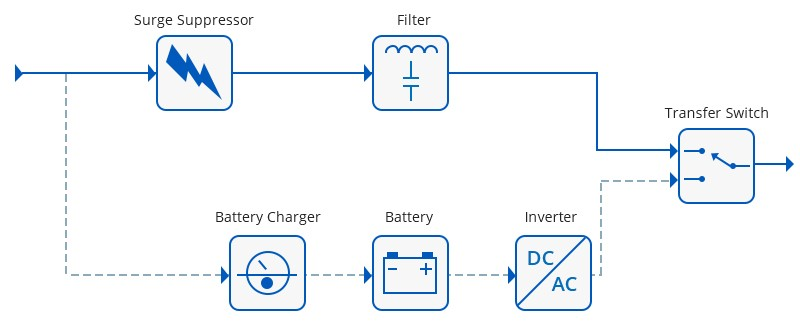 Surge Suppressor
Filter
Transfer Switch
Battery Charger
Battery
Inverter
DC
AC